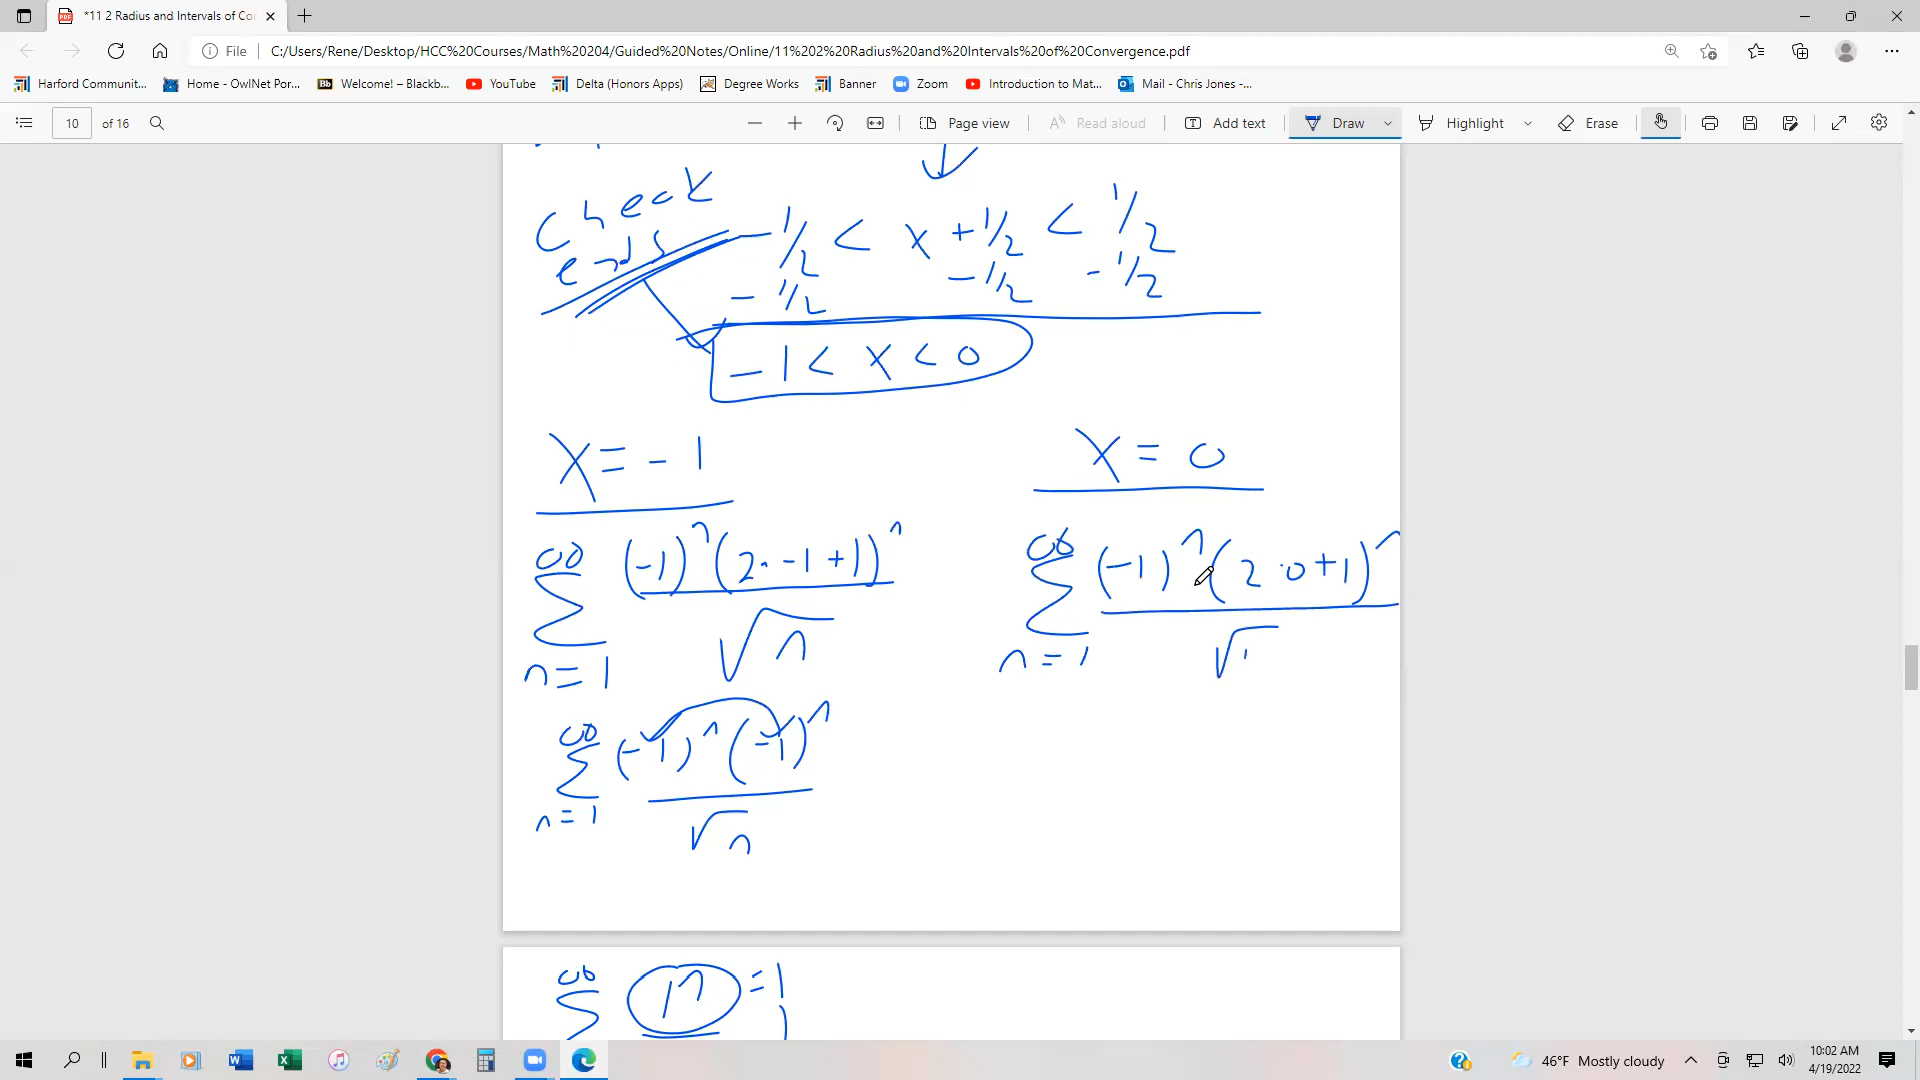 *11 2 Radius and Intervals of Co
File C:/Users/Rene/Desktop/HCC%20Courses/Math%20204/Guided%20Notes/Online/11%202%20Radius%20and%20Intervals%20of%20Convergence.pdf
Harford Communit... Home - OwlNet Por... Welcome! – Blackb... YouTube Delta (Honors Apps) Degree Works Banner Zoom Introduction to Mat... Mail - Chris Jones -...
10 of 16 Page view Read aloud Add text Draw Highlight Erase
Check
ends
-1/2 < x + 1/2 < 1/2
- 1/2 - 1/2 - 1/2
-1 < x < 0
x = -1 x = 0
∞ (-1)^n (2· -1 + 1)^n ∞ (-1)^n (2·0+1)^n
Σ Σ
n=1 √n n=1 √
∞ (-1)^n (-1)^n
Σ
n=1 √n
∞ 1^n = 1
Σ
46°F Mostly cloudy 10:02 AM
4/19/2022